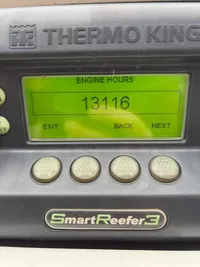 THERMO KING
ENGINE HOURS
13116
EXIT BACK NEXT
SmartReefer3